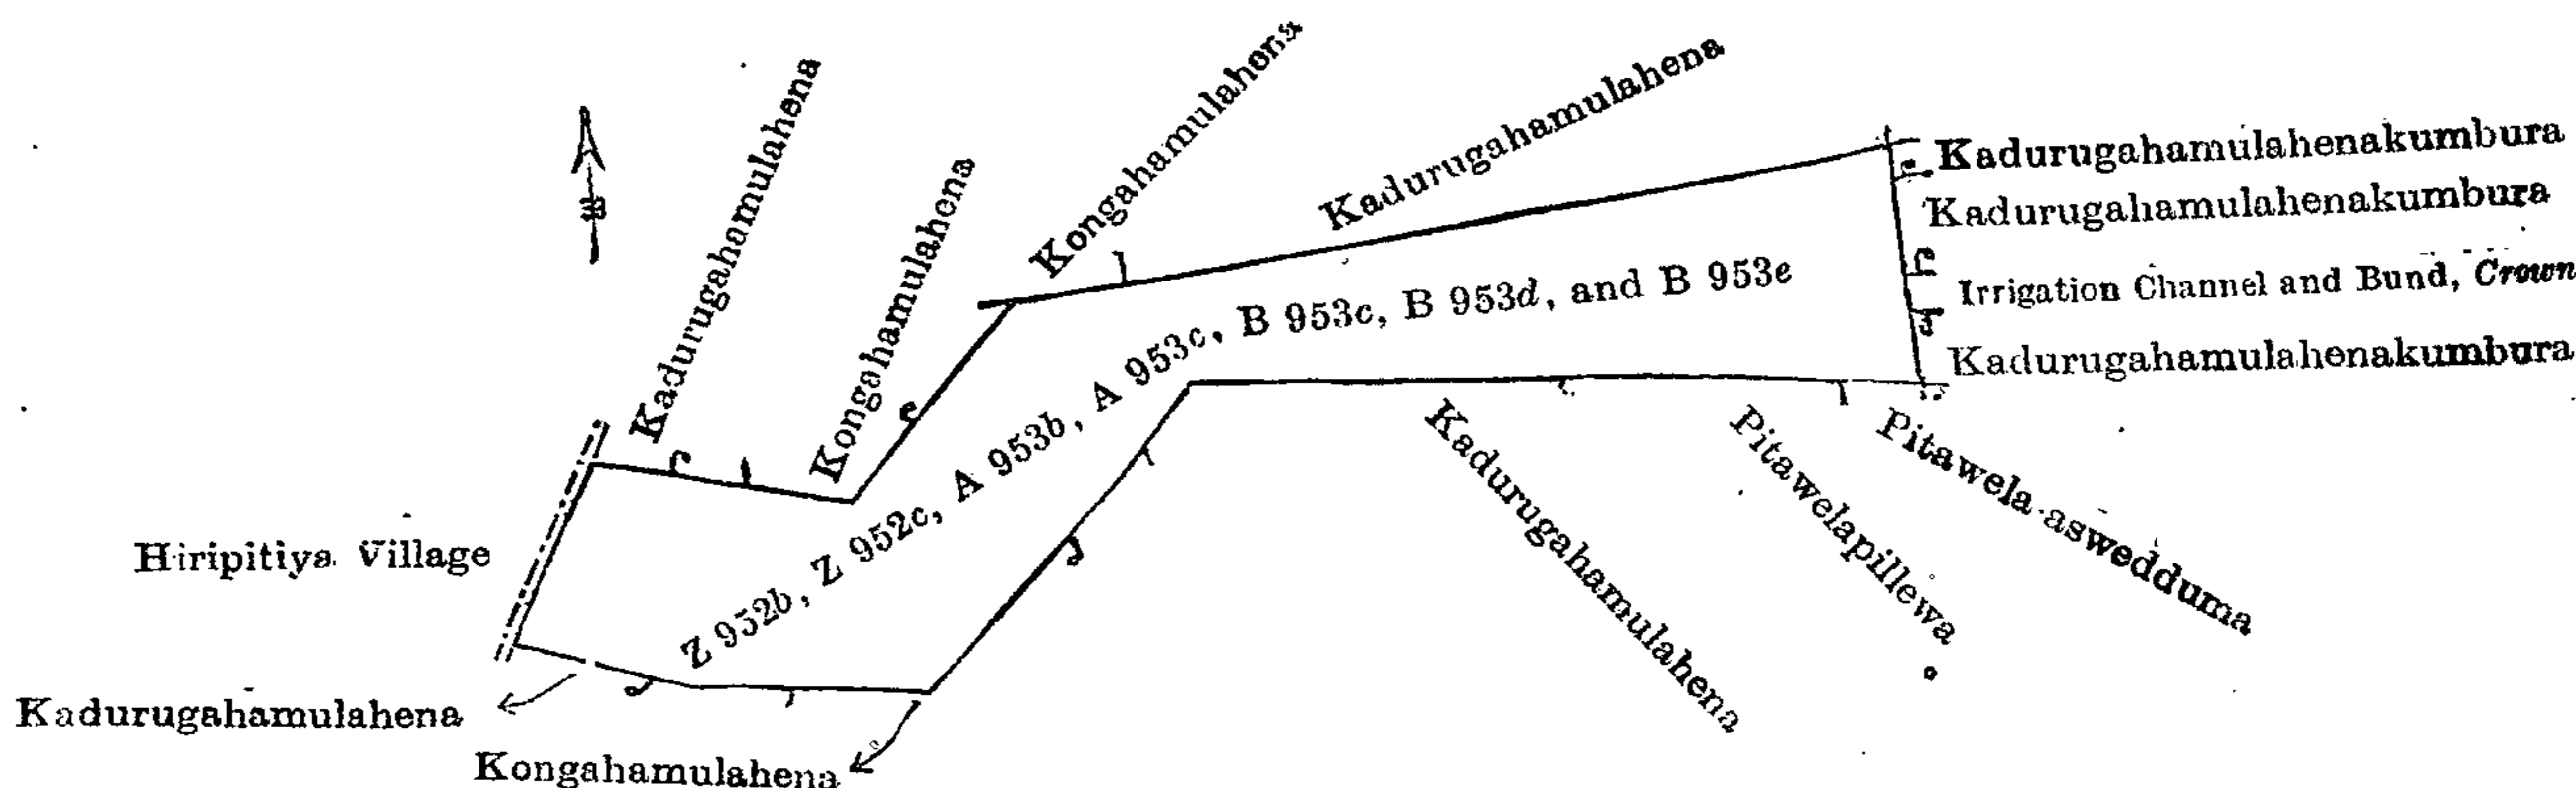 Kadurugahamulahena
Kongahamulahena
Kongahamulahena
Kadurugahamulahena
Kadurugahamulahenakumbura
Kadurugahamulahenakumbura
Irrigation Channel and Bund, Crown
Kadurugahamulahenakumbura
Z 952b, Z 952c, A 953b, A 953c, B 953c, B 953d, and B 953e
Hiripitiya Village
Kadurugahamulahena
Pitawelapillewa
Pitawela-aswedduma
Kadurugahamulahena
Kongahamulahena